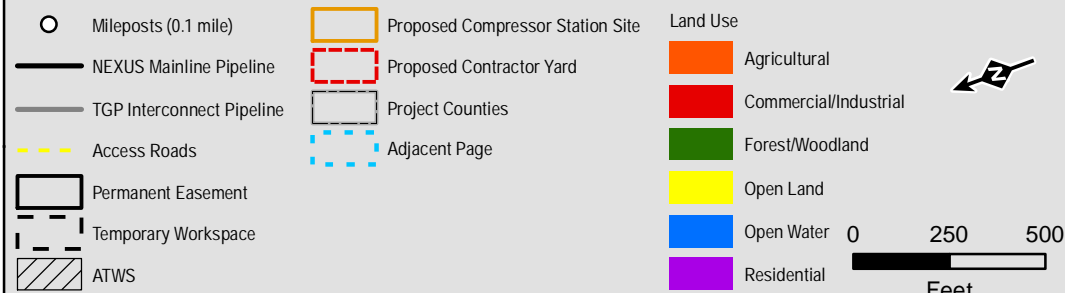 Mileposts (0.1 mile)
NEXUS Mainline Pipeline
TGP Interconnect Pipeline
Access Roads
Permanent Easement
Temporary Workspace
ATWS
Proposed Compressor Station Site
Proposed Contractor Yard
Project Counties
Adjacent Page
Land Use
Agricultural
Commercial/Industrial
Forest/Woodland
Open Land
Open Water
Residential
N
0 250 500
Feet